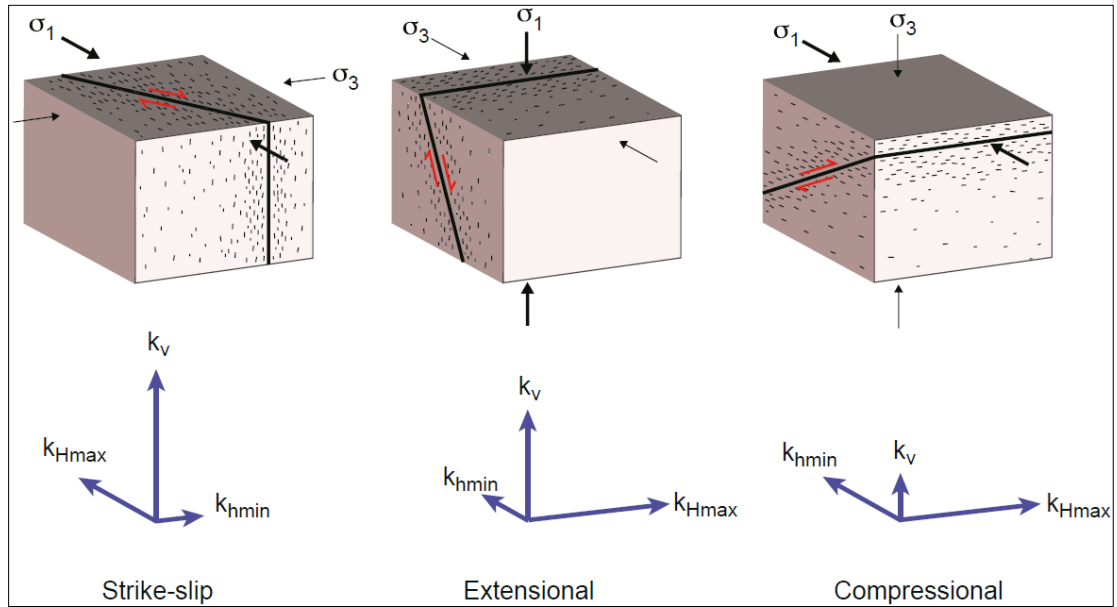 σ1
σ3
σ3
σ1
σ1
σ3
kv
kHmax
khmin
kv
khmin
kHmax
khmin
kv
kHmax
Strike-slip
Extensional
Compressional